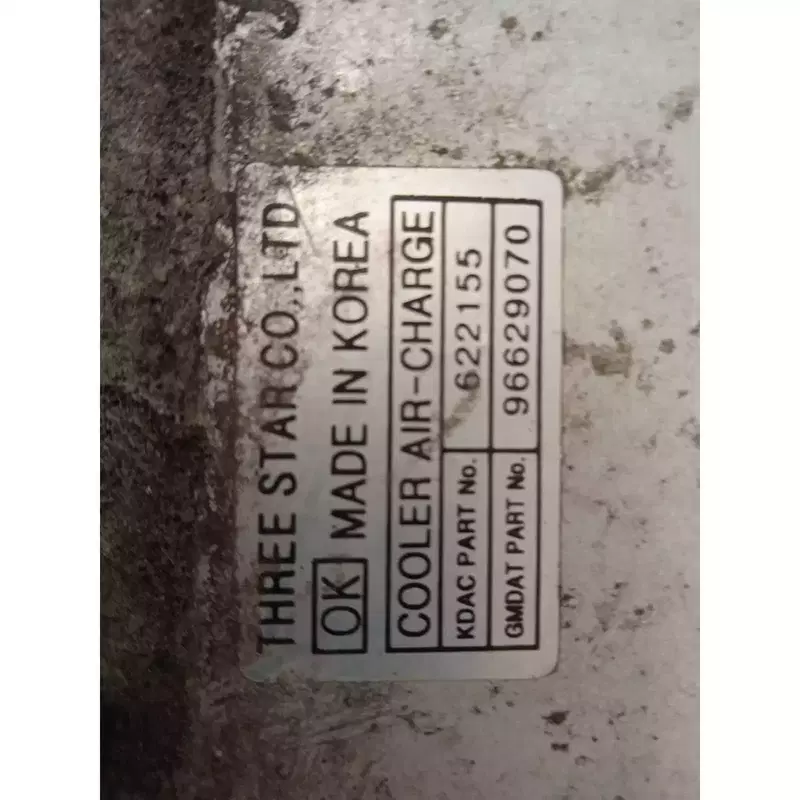 THREE STAR CO.,LTD
OK MADE IN KOREA
COOLER AIR-CHARGE
KDAC PART No. 622155
GMDAT PART No. 96629070